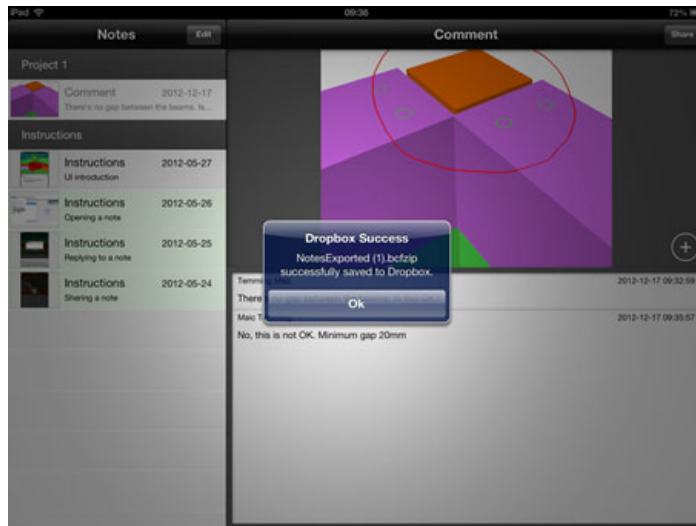 iPad 09:36 72%
Notes Edit Comment Share
Project 1
Comment 2012-12-17
There's no gap between the beams. Is...
Instructions
Instructions 2012-05-27
UI introduction
Instructions 2012-05-26
Opening a note
Instructions 2012-05-25
Replying to a note
Instructions 2012-05-24
Sharing a note
Dropbox Success
NotesExported (1).bcfzip
successfully saved to Dropbox.
Ok
Temming 2012-12-17 09:32:59
There
Maic T 2012-12-17 09:35:57
No, this is not OK. Minimum gap 20mm